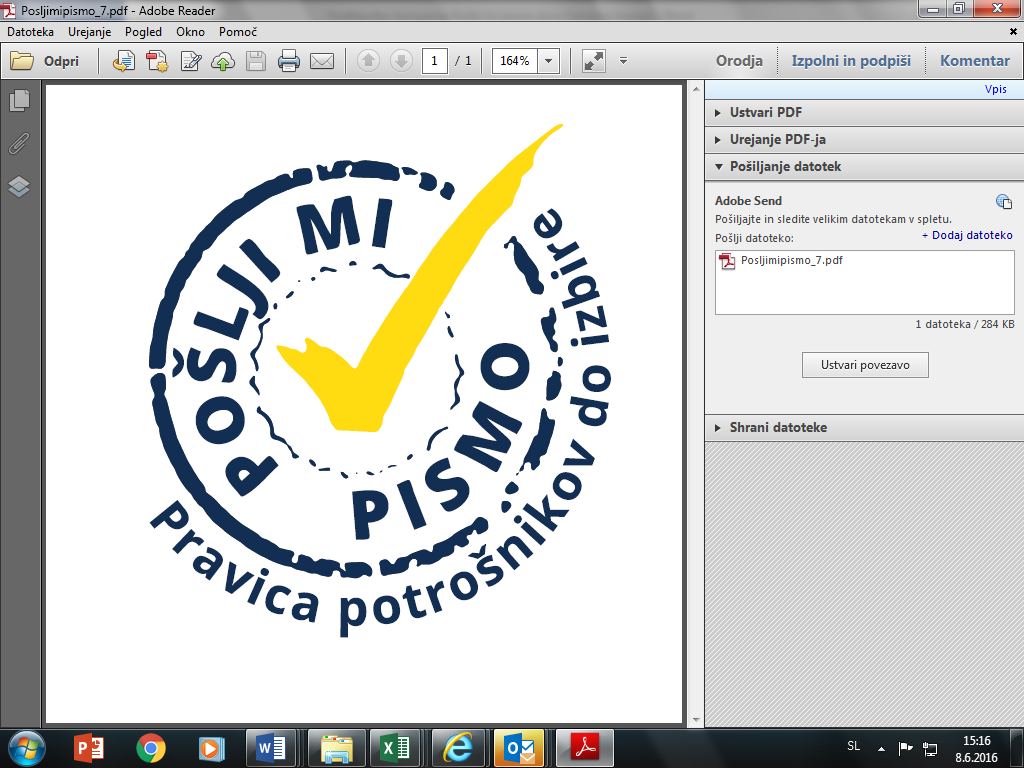 Posljimipismo_7.pdf - Adobe Reader
Datoteka Urejanje Pogled Okno Pomoč
Odpri 1 / 1 164% Orodja Izpolni in podpiši Komentar
Vpis
Ustvari PDF
Urejanje PDF-ja
Pošiljanje datotek
Adobe Send
Pošiljajte in sledite velikim datotekam v spletu.
Pošlji datoteko: + Dodaj datoteko
Posljimipismo_7.pdf
1 datoteka / 284 KB
Ustvari povezavo
Shrani datoteke
POŠLJI MI
PISMO
Pravica potrošnikov do izbire
SL 15:16
8.6.2016